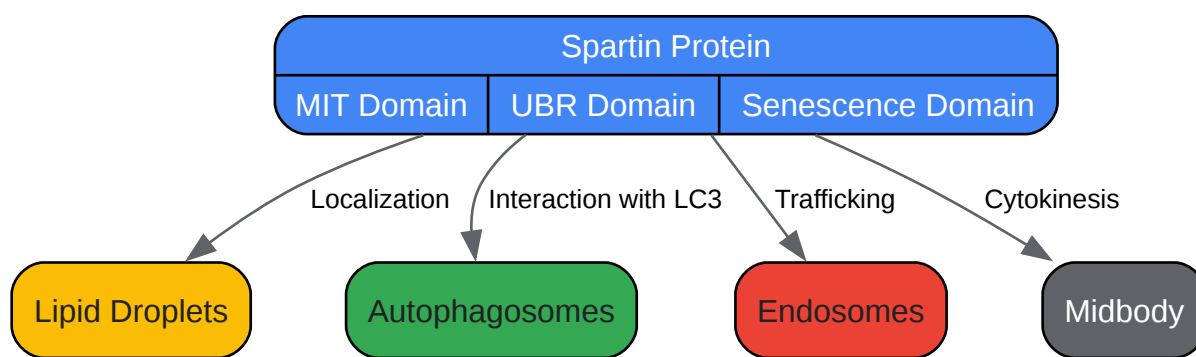 Spartin Protein
MIT Domain
UBR Domain
Senescence Domain
Localization
Interaction with LC3
Trafficking
Cytokinesis
Lipid Droplets
Autophagosomes
Endosomes
Midbody